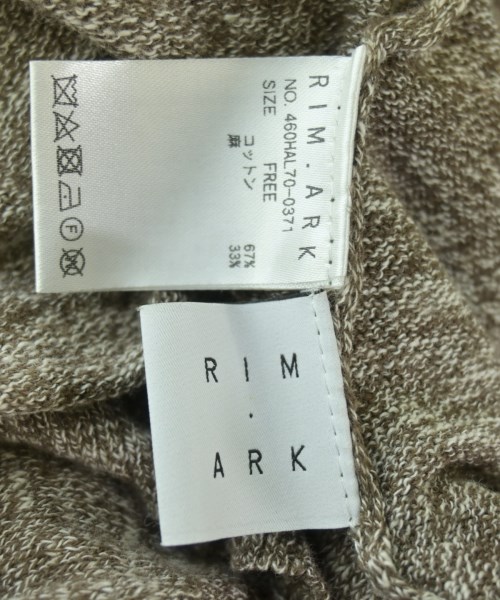 RIM.ARK
NO. 460HAL70-0371
SIZE FREE
コットン 67%
麻 33%
F
RIM
.
ARK